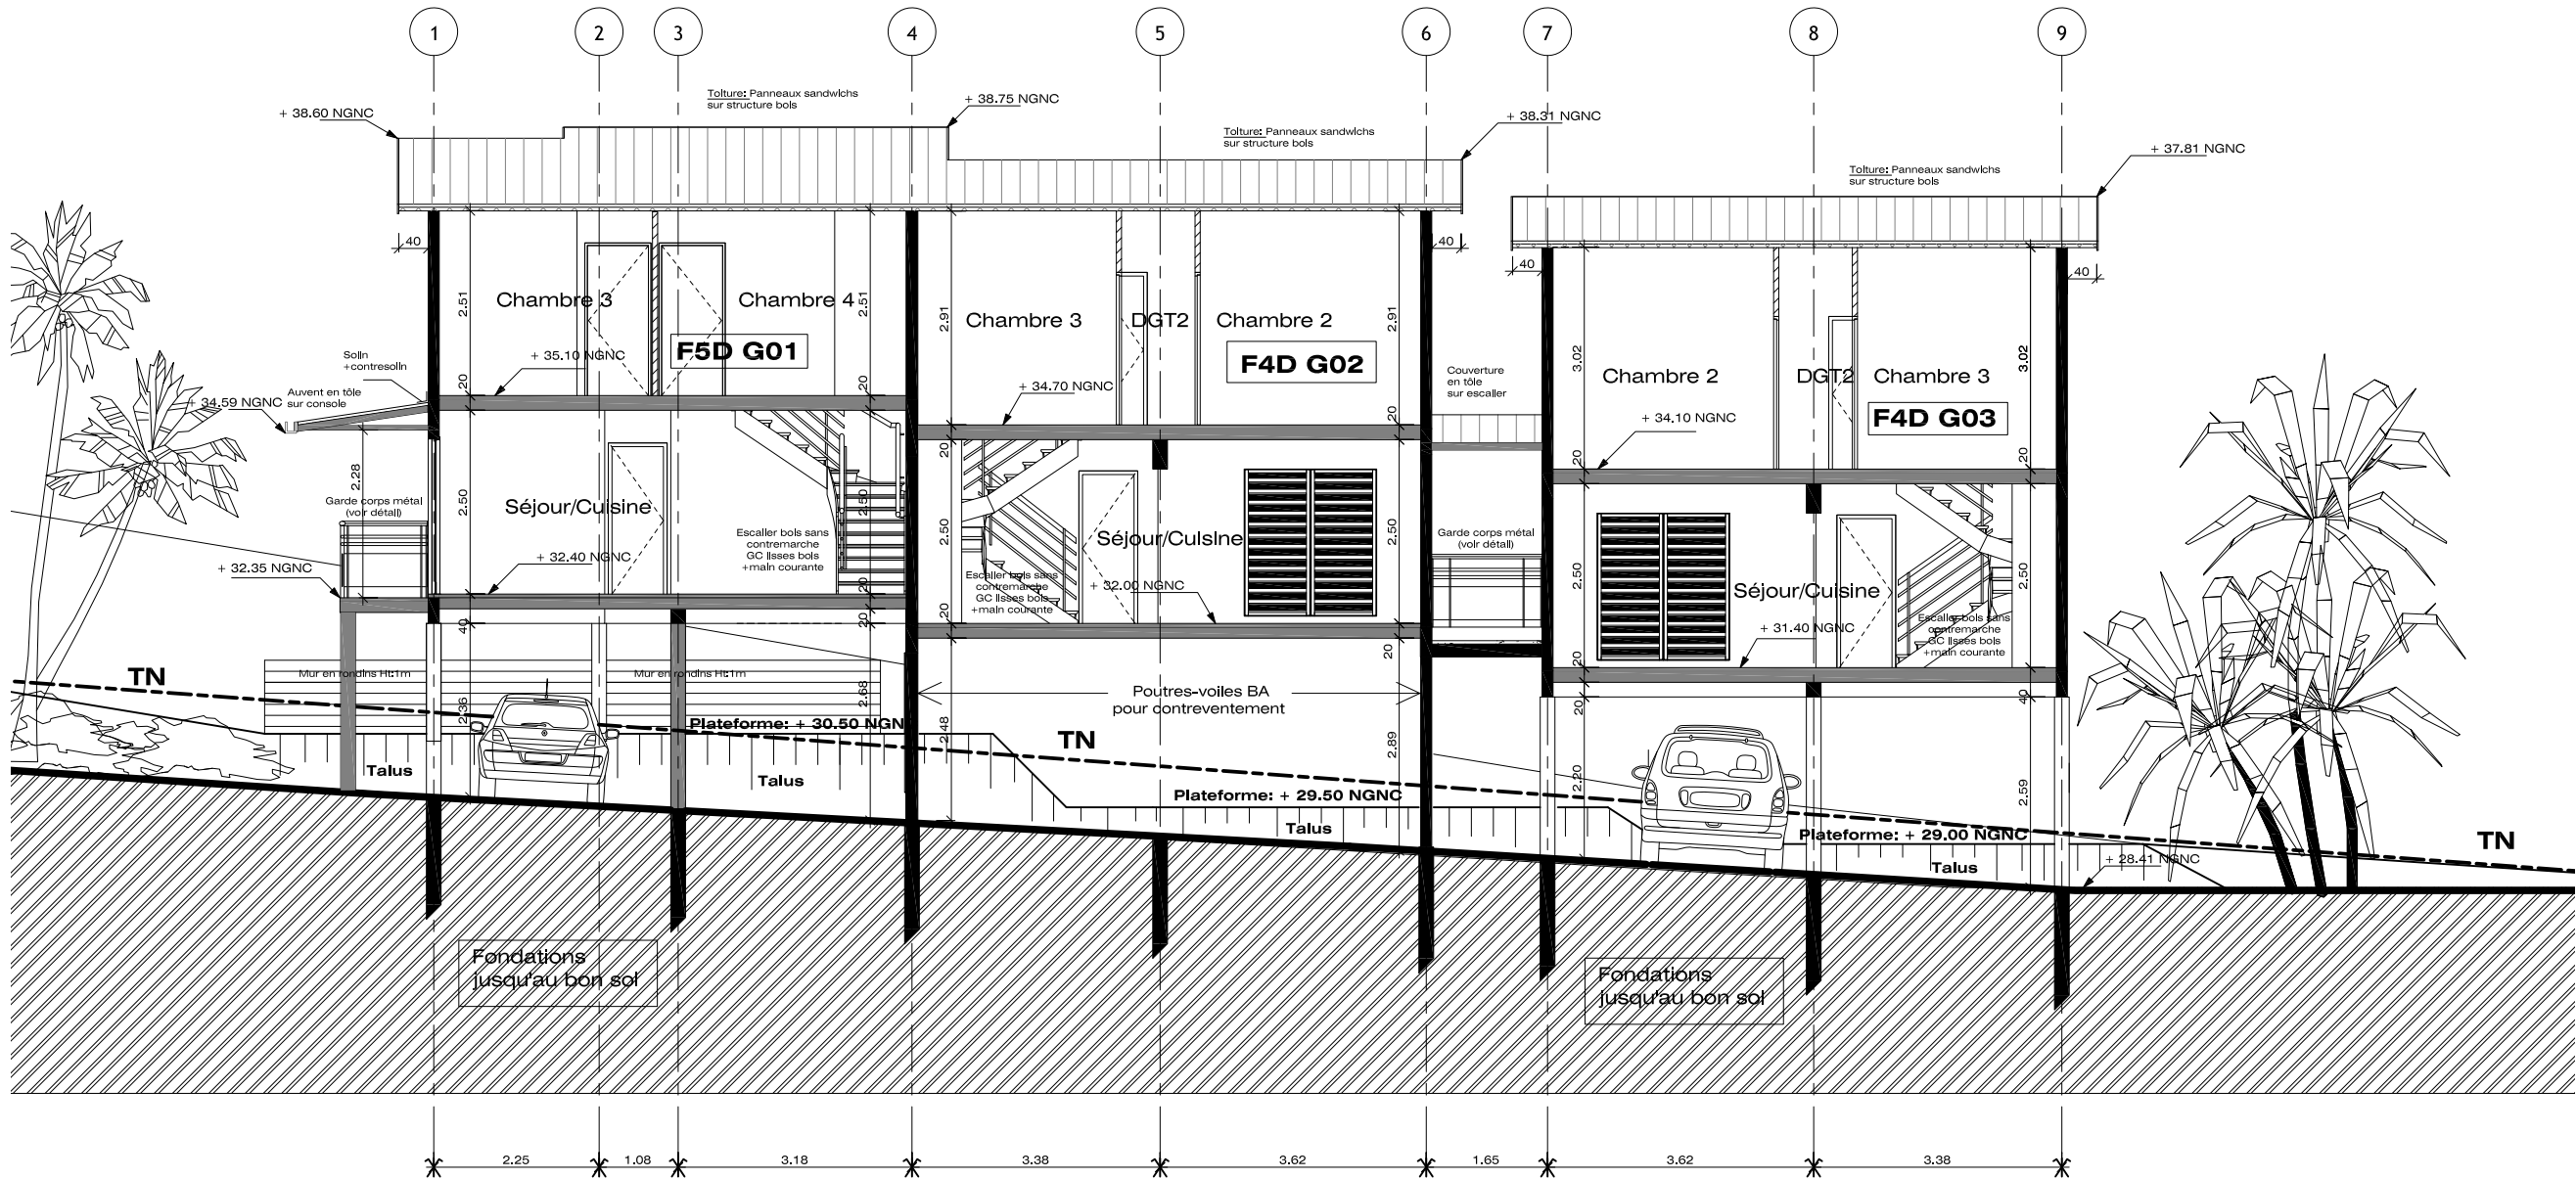 1
2
3
4
5
6
7
8
9
Toiture: Panneaux sandwichs
sur structure bois
+ 38.75 NGNC
+ 38.60 NGNC
Toiture: Panneaux sandwichs
sur structure bois
+ 38.31 NGNC
Toiture: Panneaux sandwichs
sur structure bois
+ 37.81 NGNC
40
40
40
40
2.51
Chambre 3
Chambre 4
2.51
F5D G01
+ 35.10 NGNC
20
20
2.91
Chambre 3
DGT2
Chambre 2
2.91
F4D G02
+ 34.70 NGNC
20
20
3.02
Chambre 2
DGT2
Chambre 3
3.02
F4D G03
+ 34.10 NGNC
20
20
Solin
+contresolin
Auvent en tôle
sur console
+ 34.59 NGNC
Couverture
en tôle
sur escalier
2.28
Garde corps métal
(voir détail)
+ 32.35 NGNC
2.50
Séjour/Cuisine
2.50
+ 32.40 NGNC
Escalier bois sans
contremarche
GC lisses bois
+main courante
20
40
20
2.50
Séjour/Cuisine
2.50
+ 32.00 NGNC
Escalier bois sans
contremarche
GC lisses bois
+main courante
20
20
Garde corps métal
(voir détail)
2.50
Séjour/Cuisine
2.50
+ 31.40 NGNC
Escalier bois sans
contremarche
GC lisses bois
+main courante
20
20
20
40
TN
Mur en rondins Ht:1m
Mur en rondins Ht:1m
2.36
2.68
Plateforme: + 30.50 NGN
Talus
Talus
2.48
Poutres-voiles BA
pour contreventement
TN
2.89
Plateforme: + 29.50 NGNC
Talus
2.20
2.59
Plateforme: + 29.00 NGNC
Talus
+ 28.41 NGNC
TN
Fondations
jusqu'au bon sol
Fondations
jusqu'au bon sol
2.25
1.08
3.18
3.38
3.62
1.65
3.62
3.38